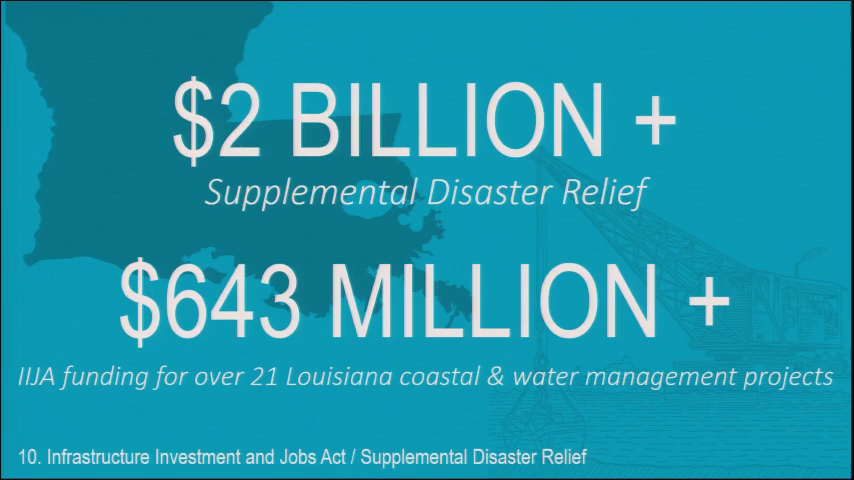 $2 BILLION +
Supplemental Disaster Relief
$643 MILLION +
IIJA funding for over 21 Louisiana coastal & water management projects
10. Infrastructure Investment and Jobs Act / Supplemental Disaster Relief